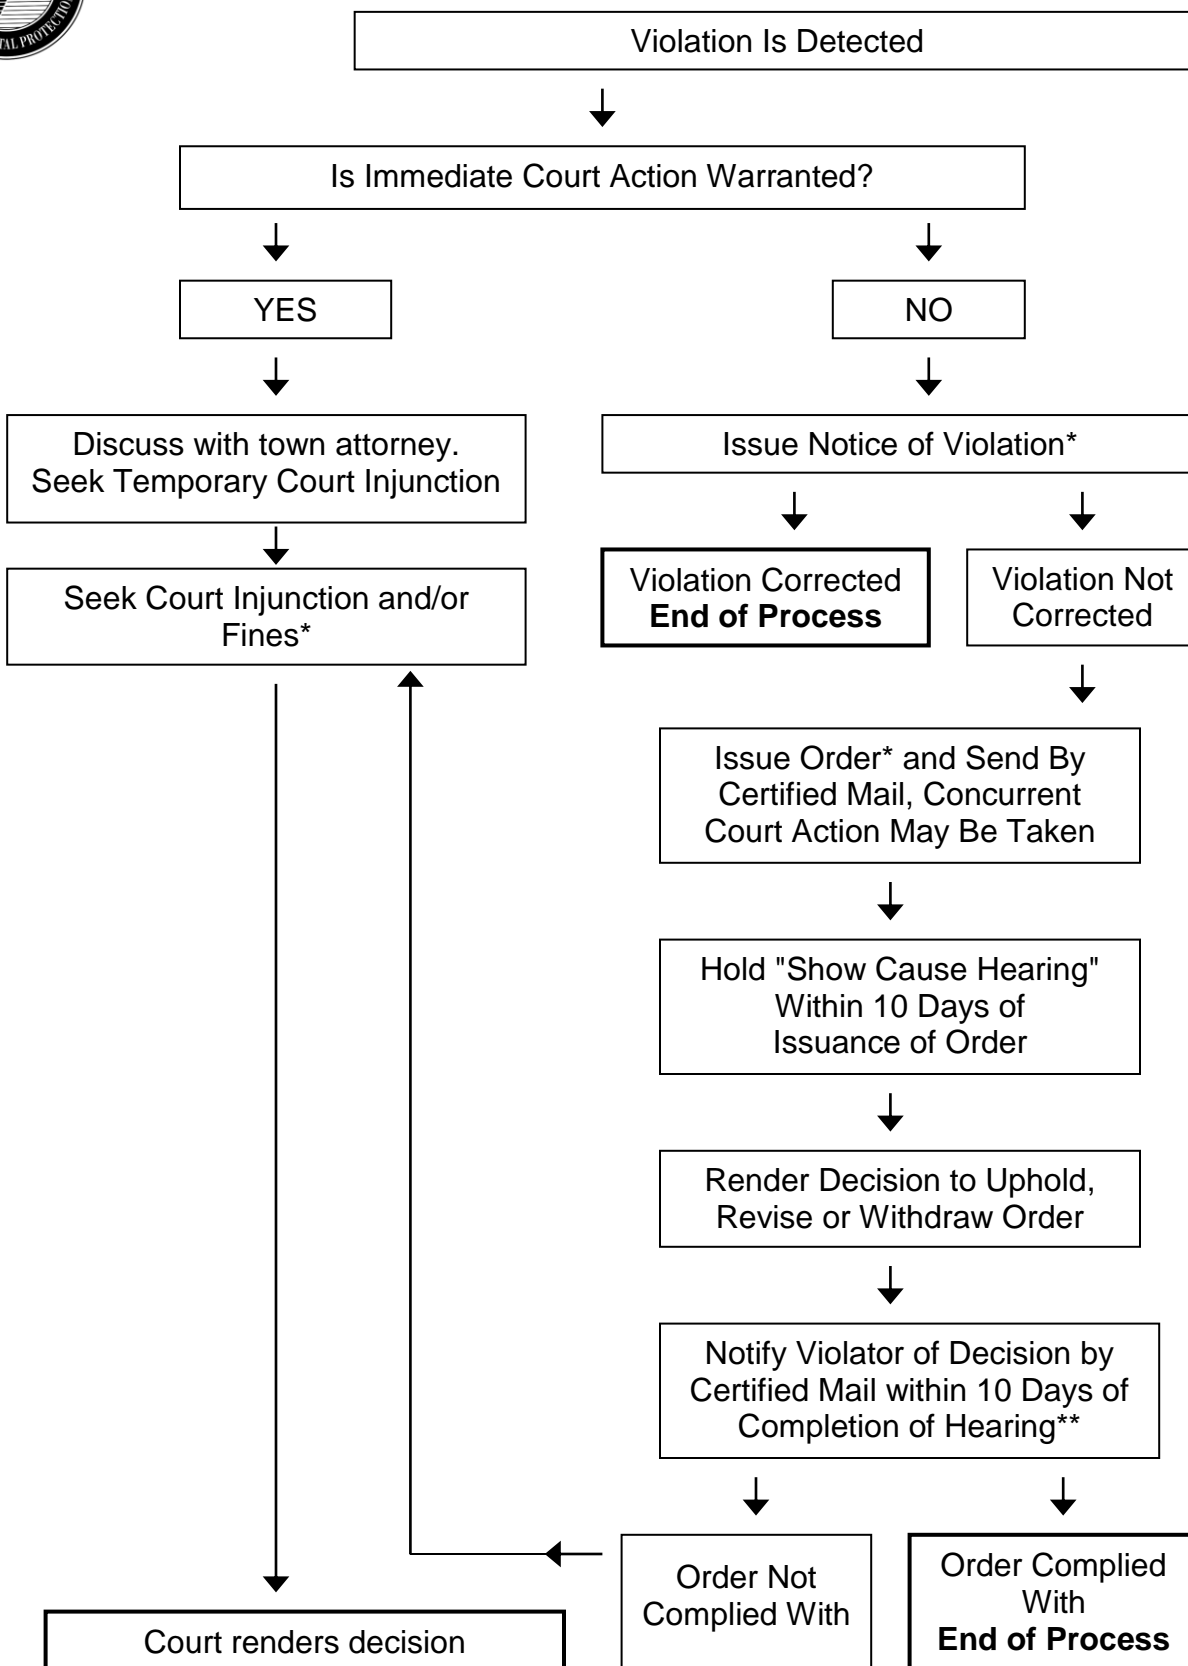 TAL PROTECTION
Violation Is Detected
Is Immediate Court Action Warranted?
YES
NO
Discuss with town attorney.
Seek Temporary Court Injunction
Issue Notice of Violation*
Seek Court Injunction and/or
Fines*
Violation Corrected
End of Process
Violation Not
Corrected
Issue Order* and Send By
Certified Mail, Concurrent
Court Action May Be Taken
Hold "Show Cause Hearing"
Within 10 Days of
Issuance of Order
Render Decision to Uphold,
Revise or Withdraw Order
Notify Violator of Decision by
Certified Mail within 10 Days of
Completion of Hearing**
Order Not
Complied With
Order Complied
With
End of Process
Court renders decision